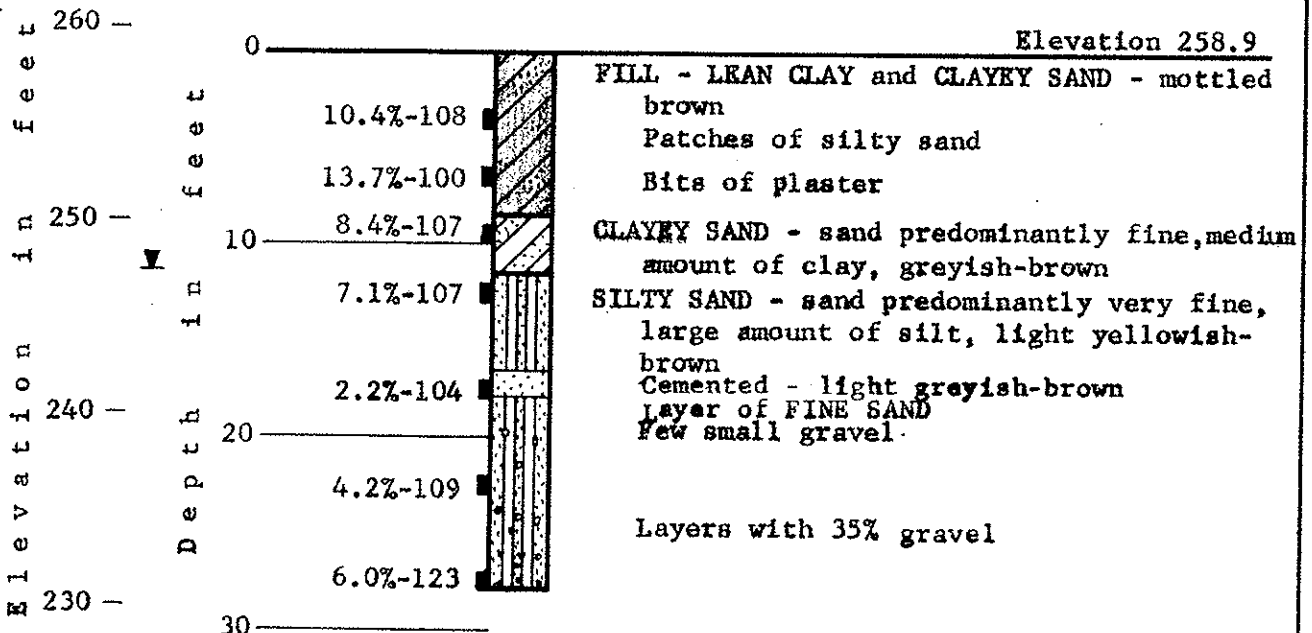 260
Elevation 258.9
0
FILL - LEAN CLAY and CLAYEY SAND - mottled
brown
10.4%-108
Patches of silty sand
13.7%-100
Bits of plaster
250
8.4%-107
CLAYEY SAND - sand predominantly fine,medium
10
amount of clay, greyish-brown
7.1%-107
SILTY SAND - sand predominantly very fine,
large amount of silt, light yellowish-
brown
2.2%-104
Cemented - light greyish-brown
240
Layer of FINE SAND
20
Few small gravel
4.2%-109
Layers with 35% gravel
6.0%-123
230
30
Elevation in feet
Depth in feet